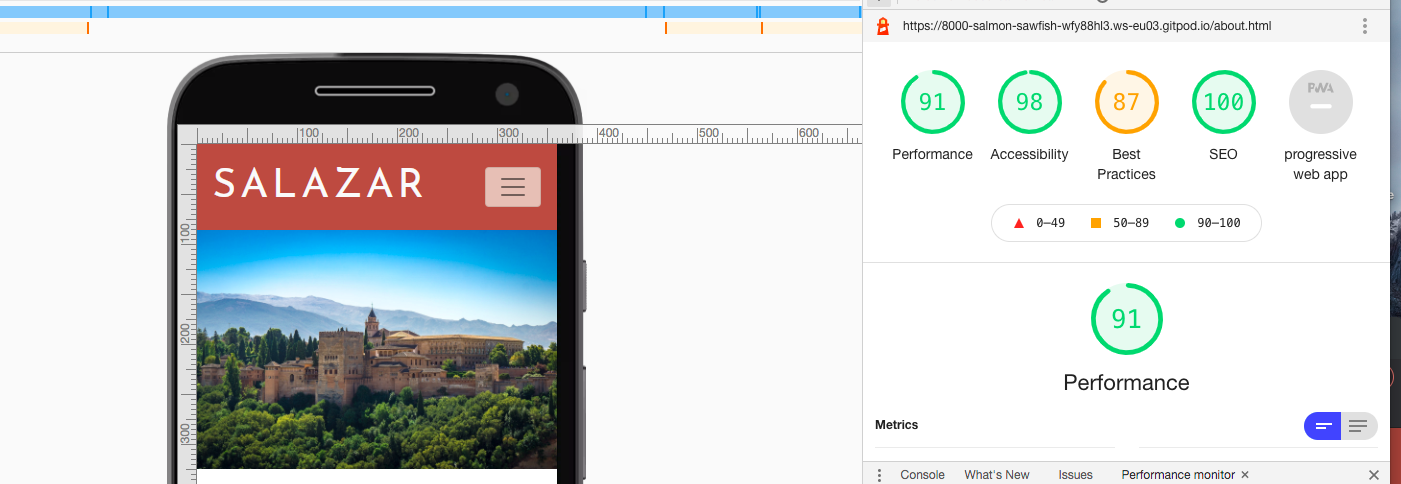 https://8000-salmon-sawfish-wfy88hl3.ws-eu03.gitpod.io/about.html
91 98 87 100 PWA
Performance Accessibility Best Practices SEO progressive web app
0–49 50–89 90–100
91
Performance
Metrics
Console What's New Issues Performance monitor ×
100 200 300 400 500 600
SALAZAR
100
200
300